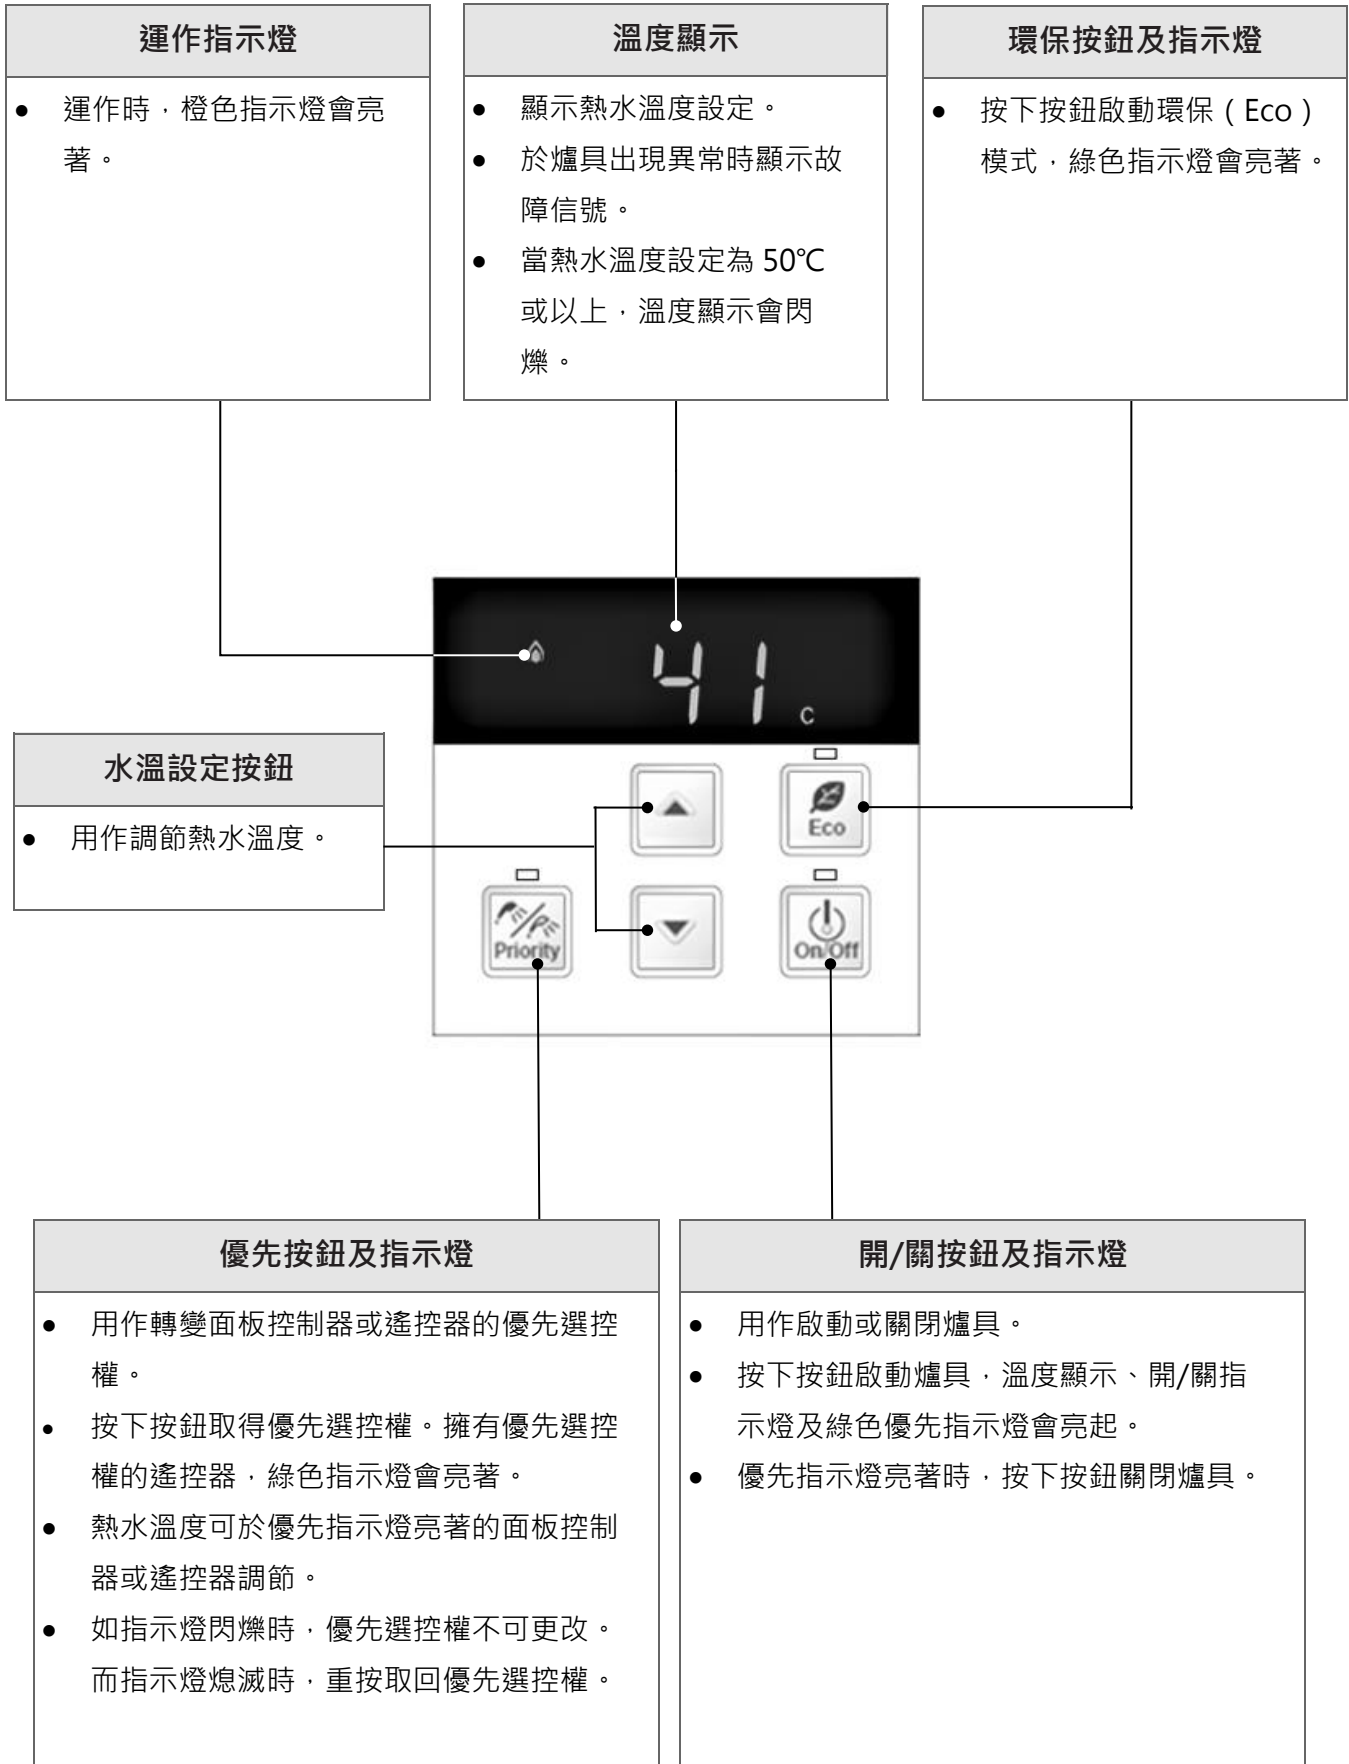 運作指示燈
● 運作時，橙色指示燈會亮
著。
溫度顯示
● 顯示熱水溫度設定。
● 於爐具出現異常時顯示故
障信號。
● 當熱水溫度設定為 50℃
或以上，溫度顯示會閃
爍。
環保按鈕及指示燈
● 按下按鈕啟動環保（Eco）
模式，綠色指示燈會亮著。
41 C
水溫設定按鈕
● 用作調節熱水溫度。
Eco
Priority
On/Off
優先按鈕及指示燈
● 用作轉變面板控制器或遙控器的優先選控
權。
● 按下按鈕取得優先選控權。擁有優先選控
權的遙控器，綠色指示燈會亮著。
● 熱水溫度可於優先指示燈亮著的面板控制
器或遙控器調節。
● 如指示燈閃爍時，優先選控權不可更改。
而指示燈熄滅時，重按取回優先選控權。
開/關按鈕及指示燈
● 用作啟動或關閉爐具。
● 按下按鈕啟動爐具，溫度顯示、開/關指
示燈及綠色優先指示燈會亮起。
● 優先指示燈亮著時，按下按鈕關閉爐具。